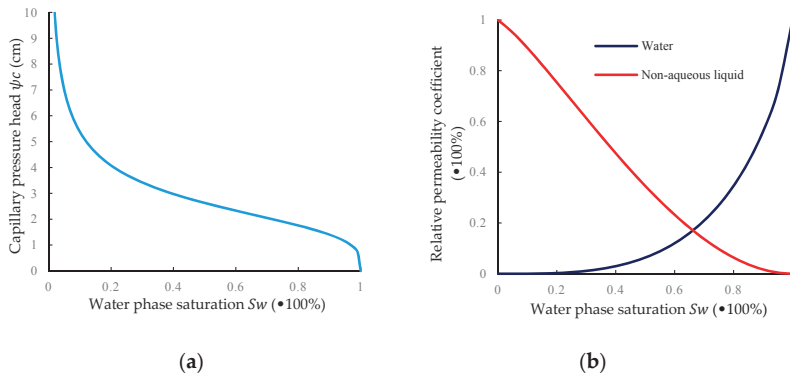 10
9
8
7
6
5
4
3
2
1
0
Capillary pressure head ψc (cm)
0 0.2 0.4 0.6 0.8 1
Water phase saturation Sw (•100%)
(a)
1
0.8
0.6
0.4
0.2
0
Relative permeability coefficient
(•100%)
Water
Non-aqueous liquid
0 0.2 0.4 0.6 0.8
Water phase saturation Sw (•100%)
(b)